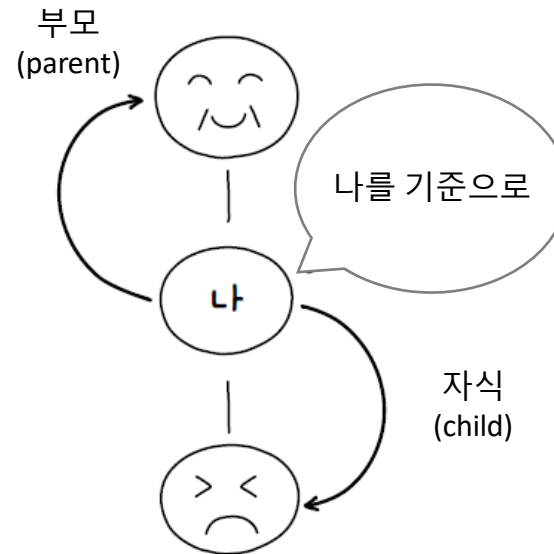 부모
(parent)
나를 기준으로
나
자식
(child)